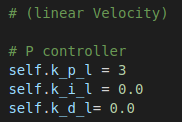 # (linear Velocity)
# P controller
self.k_p_l = 3
self.k_i_l = 0.0
self.k_d_l= 0.0